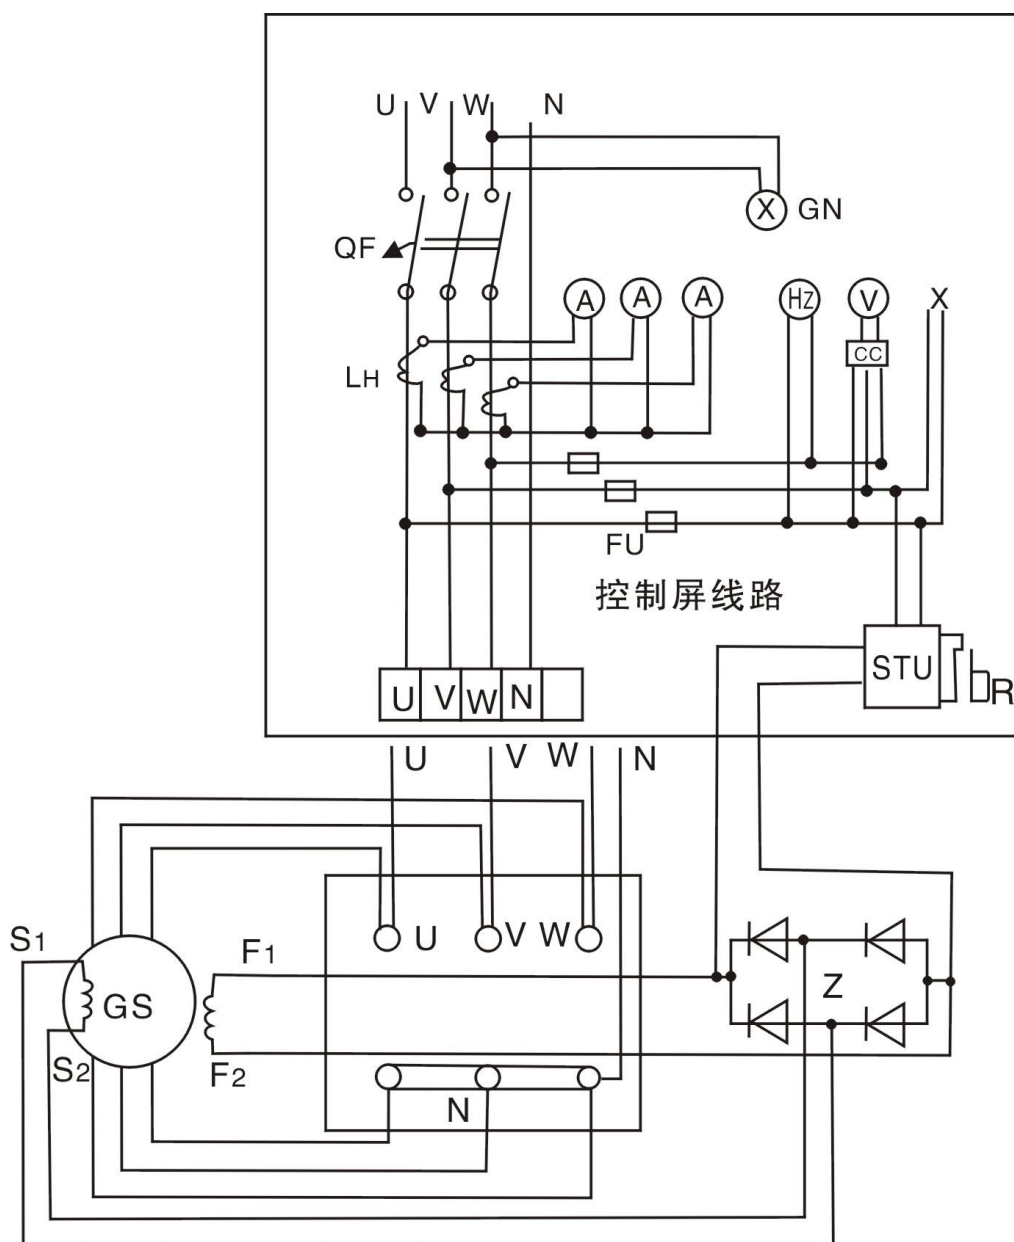 U V W N
X GN
QF
A A A Hz V X
CC
LH
FU
控制屏线路
STU
R
U V W N
U V W N
U V W
S1
F1
GS
Z
S2
F2
N